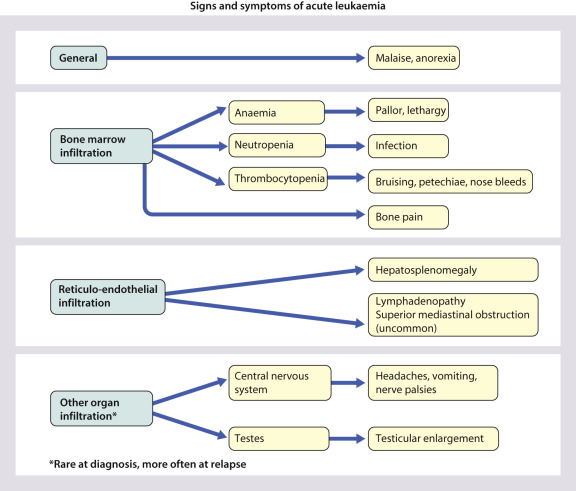 Signs and symptoms of acute leukaemia
General
Malaise, anorexia
Bone marrow
infiltration
Anaemia
Pallor, lethargy
Neutropenia
Infection
Thrombocytopenia
Bruising, petechiae, nose bleeds
Bone pain
Reticulo-endothelial
infiltration
Hepatosplenomegaly
Lymphadenopathy
Superior mediastinal obstruction
(uncommon)
Other organ
infiltration*
Central nervous
system
Headaches, vomiting,
nerve palsies
Testes
Testicular enlargement
*Rare at diagnosis, more often at relapse